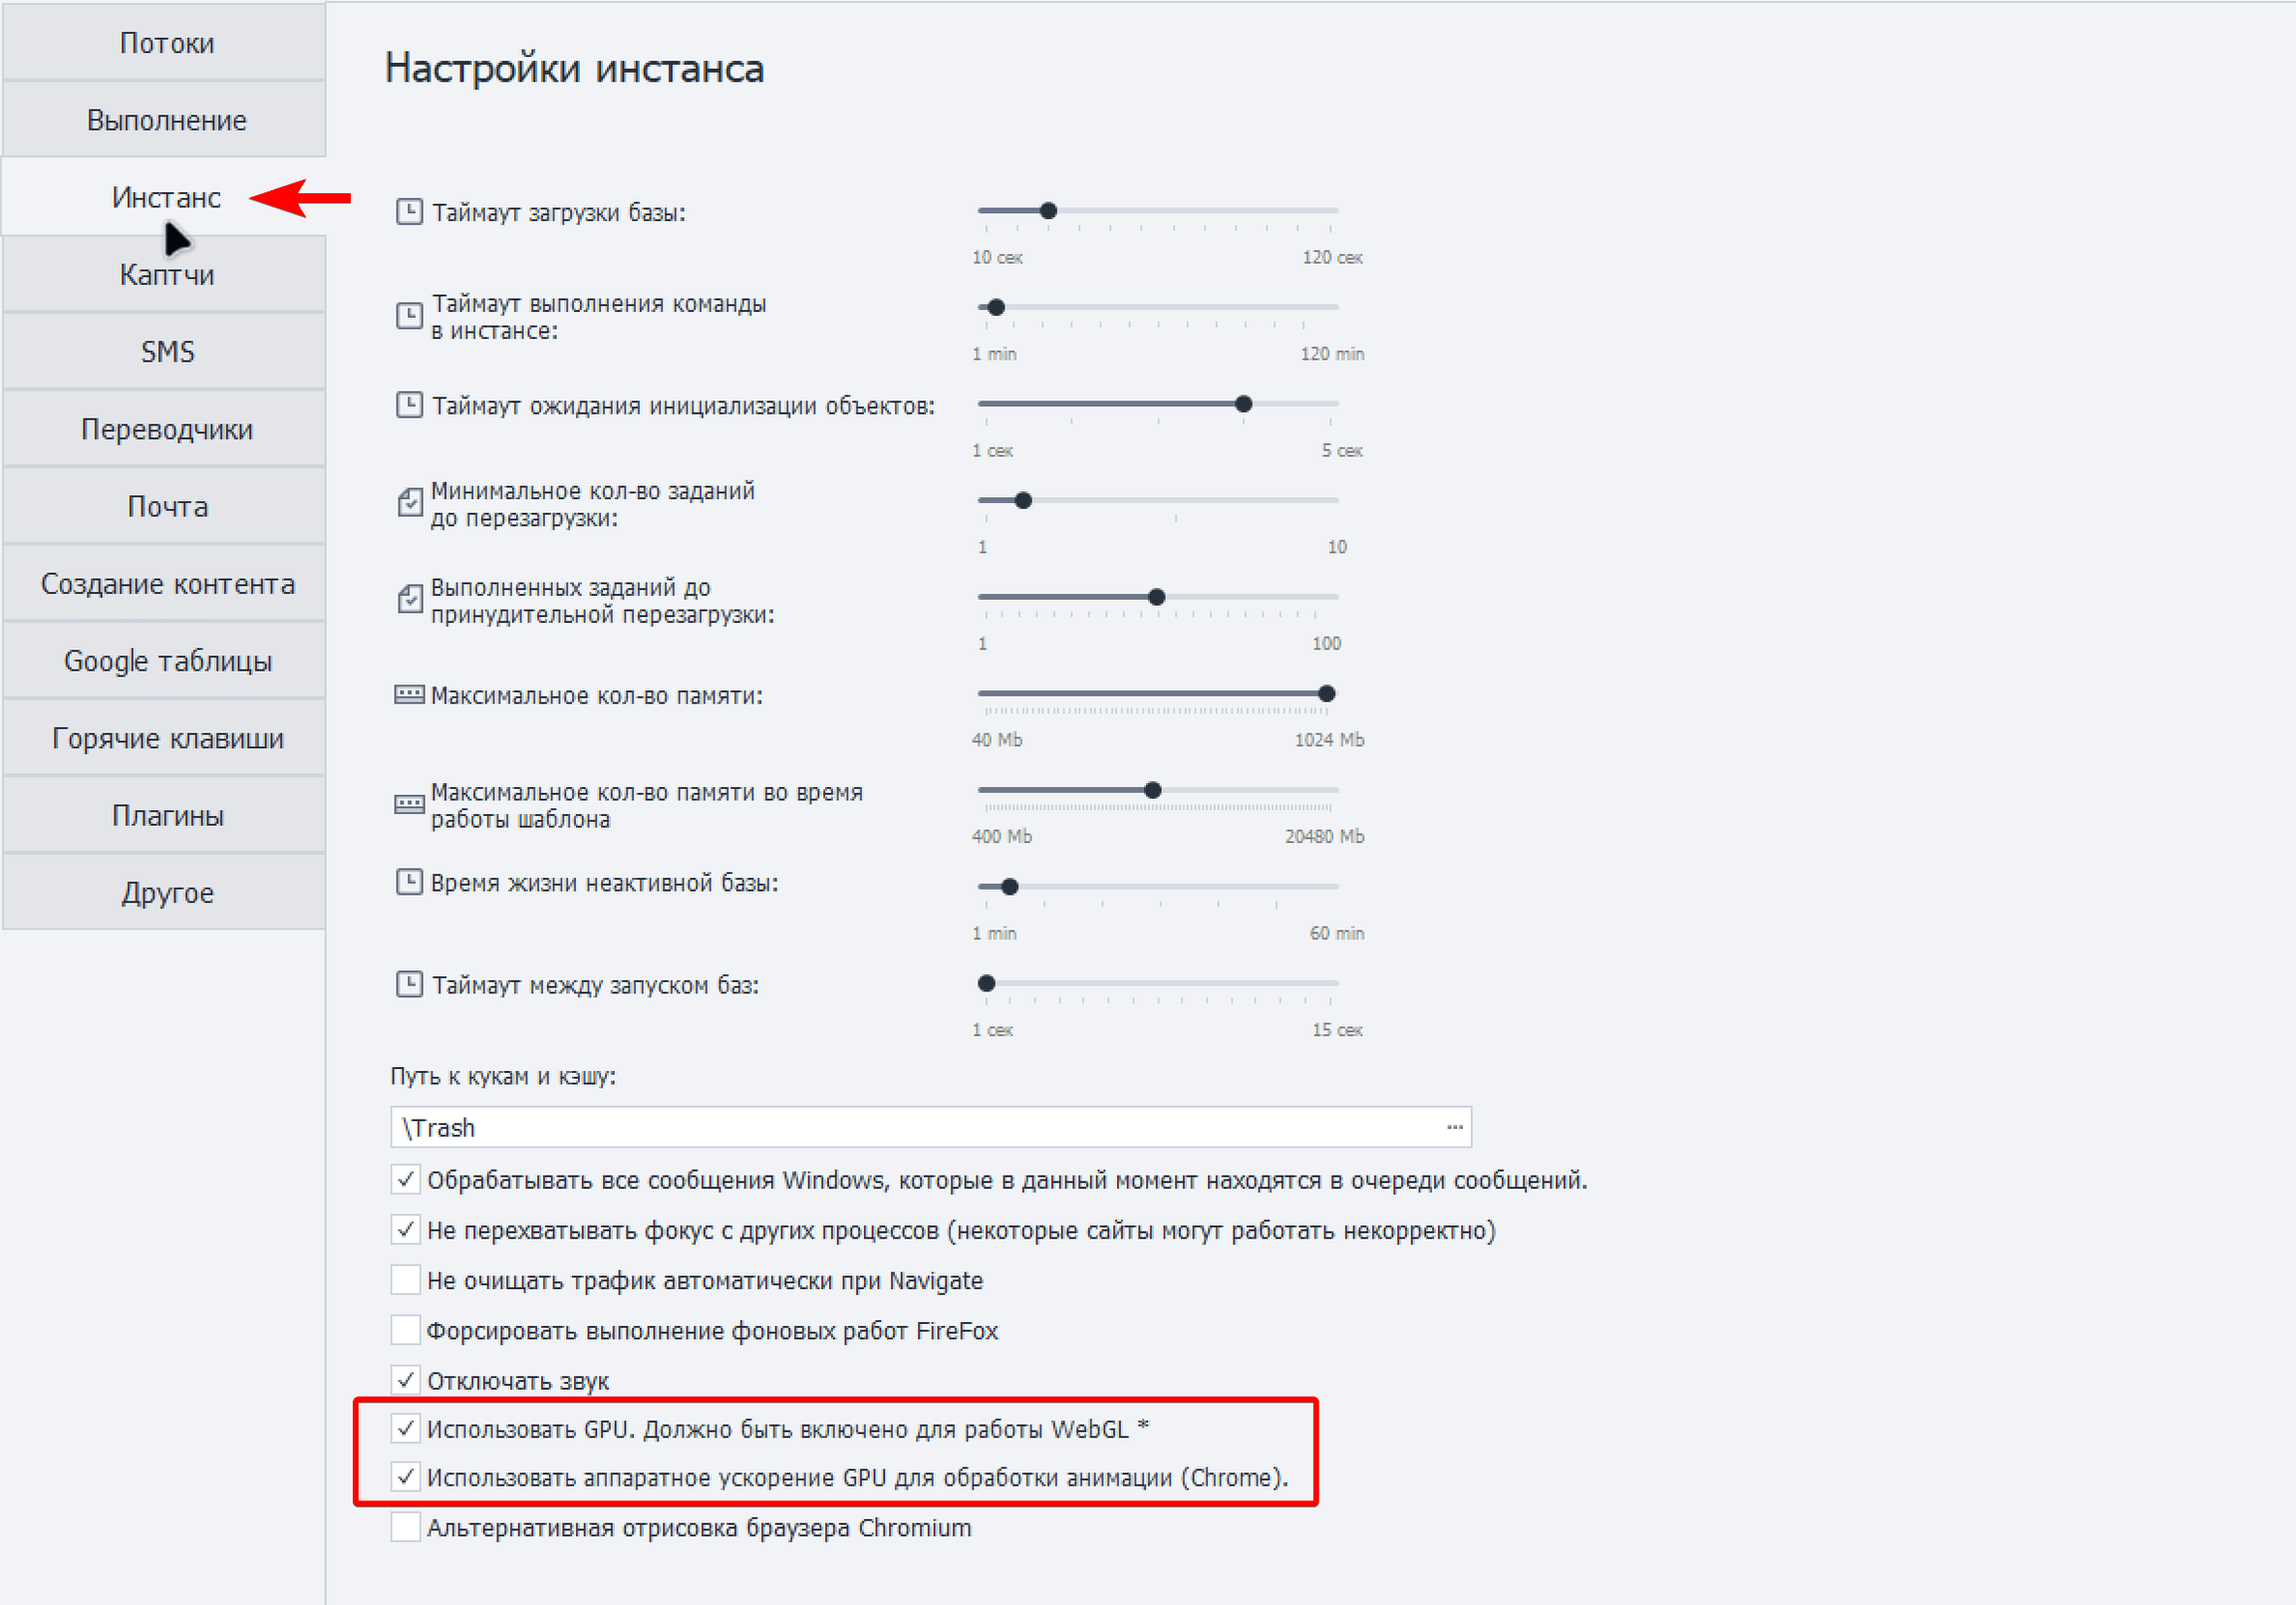 Потоки
Выполнение
Инстанс
Каптчи
SMS
Переводчики
Почта
Создание контента
Google таблицы
Горячие клавиши
Плагины
Другое
Настройки инстанса
Таймаут загрузки базы:
10 сек 120 сек
Таймаут выполнения команды
в инстансе:
1 min 120 min
Таймаут ожидания инициализации объектов:
1 сек 5 сек
Минимальное кол-во заданий
до перезагрузки:
1 10
Выполненных заданий до
принудительной перезагрузки:
1 100
Максимальное кол-во памяти:
40 Mb 1024 Mb
Максимальное кол-во памяти во время
работы шаблона
400 Mb 20480 Mb
Время жизни неактивной базы:
1 min 60 min
Таймаут между запуском баз:
1 сек 15 сек
Путь к кукам и кэшу:
\Trash ...
Обрабатывать все сообщения Windows, которые в данный момент находятся в очереди сообщений.
Не перехватывать фокус с других процессов (некоторые сайты могут работать некорректно)
Не очищать трафик автоматически при Navigate
Форсировать выполнение фоновых работ FireFox
Отключать звук
Использовать GPU. Должно быть включено для работы WebGL *
Использовать аппаратное ускорение GPU для обработки анимации (Chrome).
Альтернативная отрисовка браузера Chromium